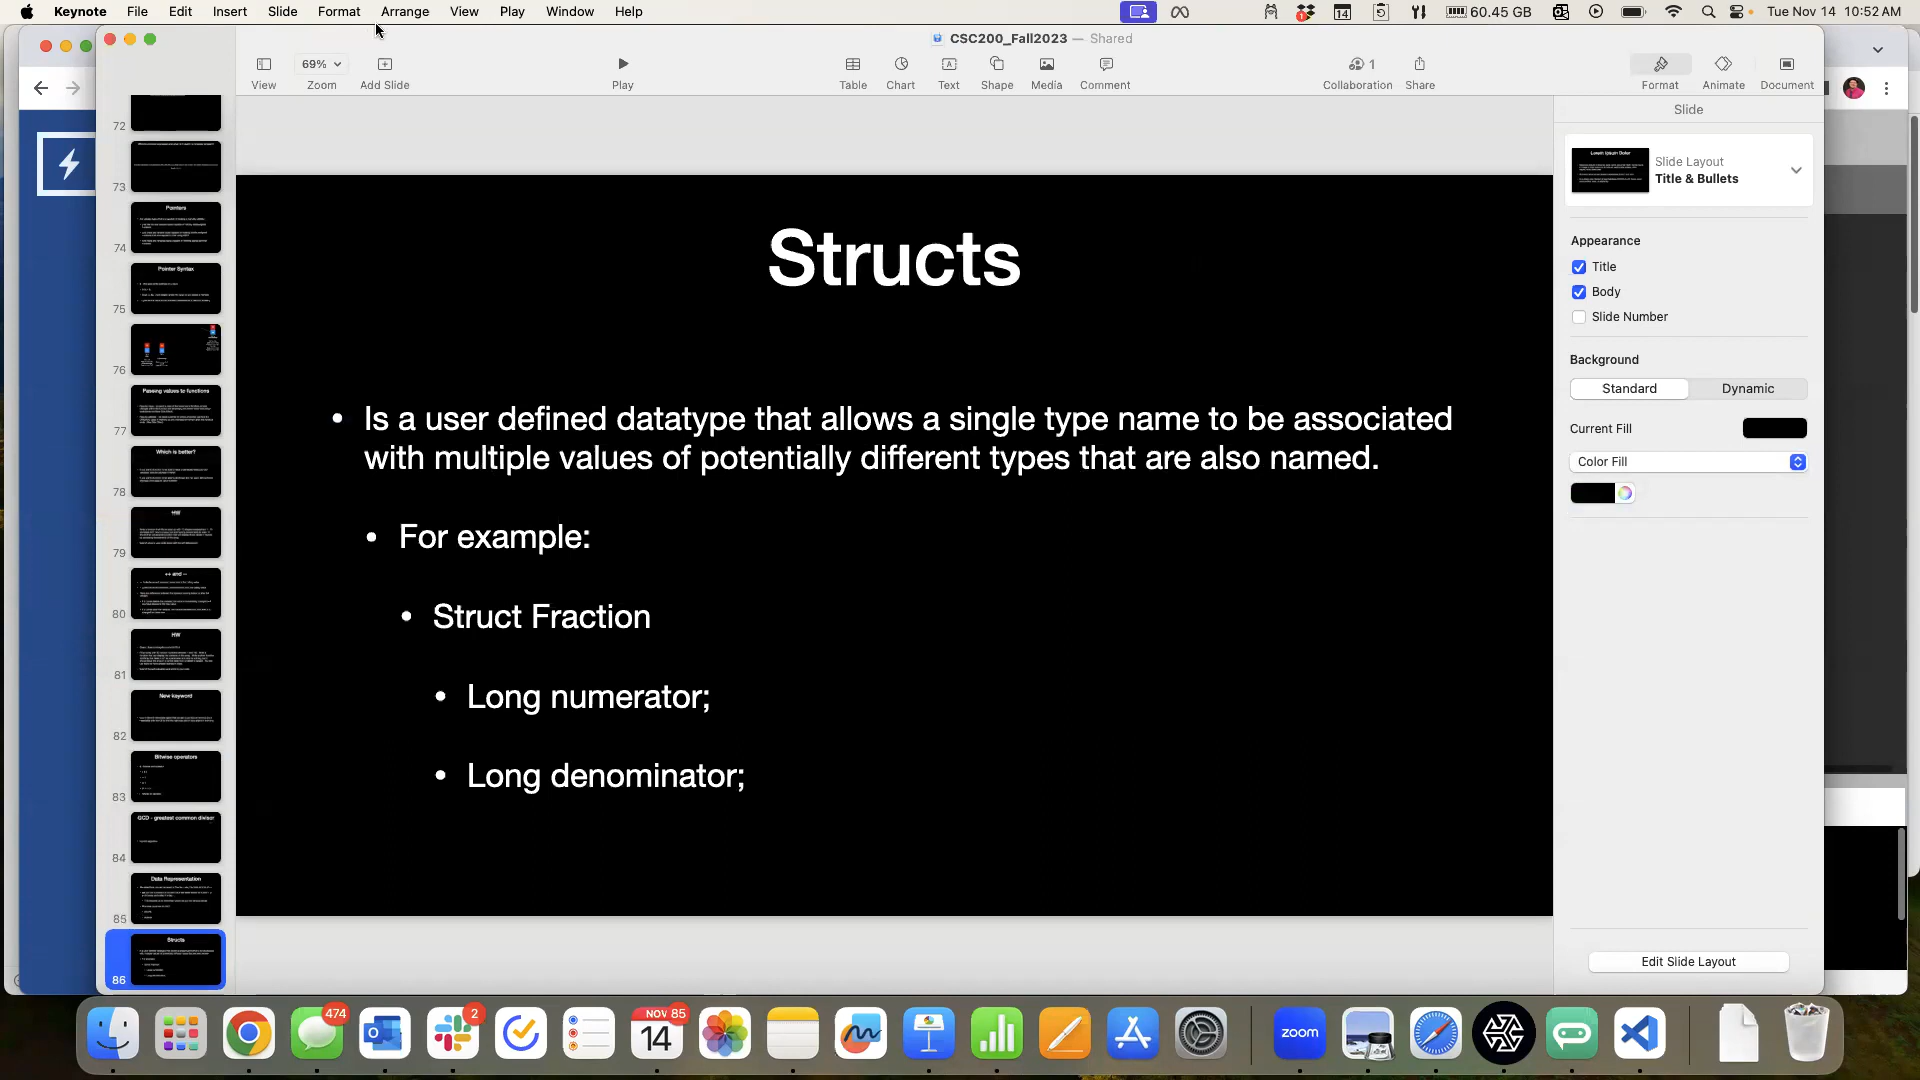 Keynote File Edit Insert Slide Format Arrange View Play Window Help
60.45 GB
14
Tue Nov 14 10:52 AM
CSC200_Fall2023 — Shared
69%
1
View Zoom Add Slide Play Table Chart Text Shape Media Comment Collaboration Share Format Animate Document
72
73
Pointers
74
Pointer Syntax
75
76
Passing values to functions
77
Which is better?
78
HW
79
++ and --
80
HW
81
New keyword
82
Bitwise operators
83
GCD - greatest common divisor
84
Data Representation
85
Structs
86
Structs
• Is a user defined datatype that allows a single type name to be associated
with multiple values of potentially different types that are also named.
• For example:
• Struct Fraction
• Long numerator;
• Long denominator;
Slide
Lorem Ipsum Dolor
Slide Layout
Title & Bullets
Appearance
Title
Body
Slide Number
Background
Standard Dynamic
Current Fill
Color Fill
Edit Slide Layout
474
2
NOV 85
14
zoom